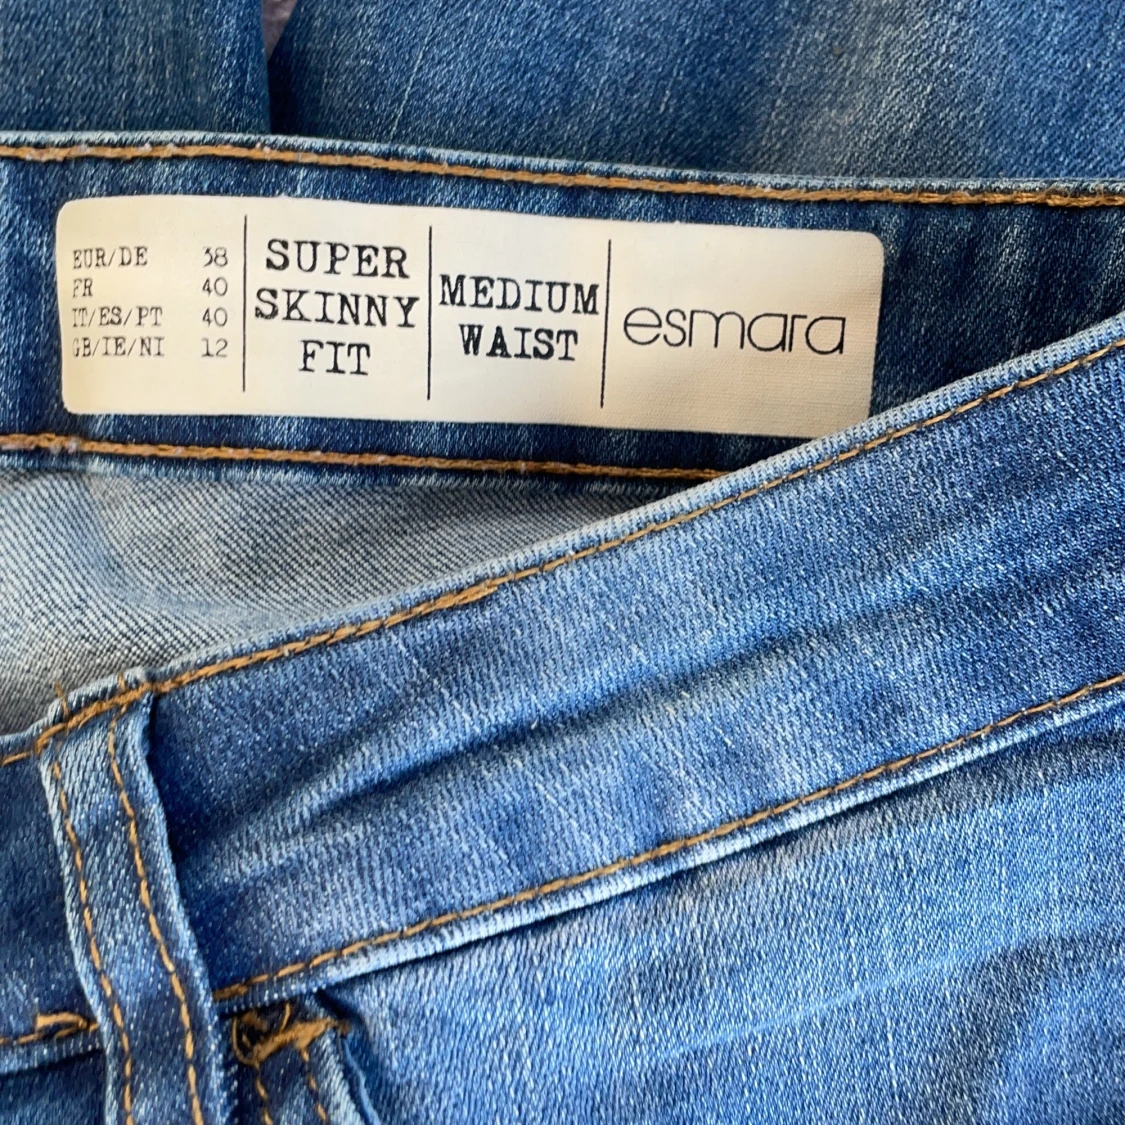 EUR/DE 38
FR 40
IT/ES/PT 40
GB/IE/NI 12
SUPER
SKINNY
FIT
MEDIUM
WAIST
esmara